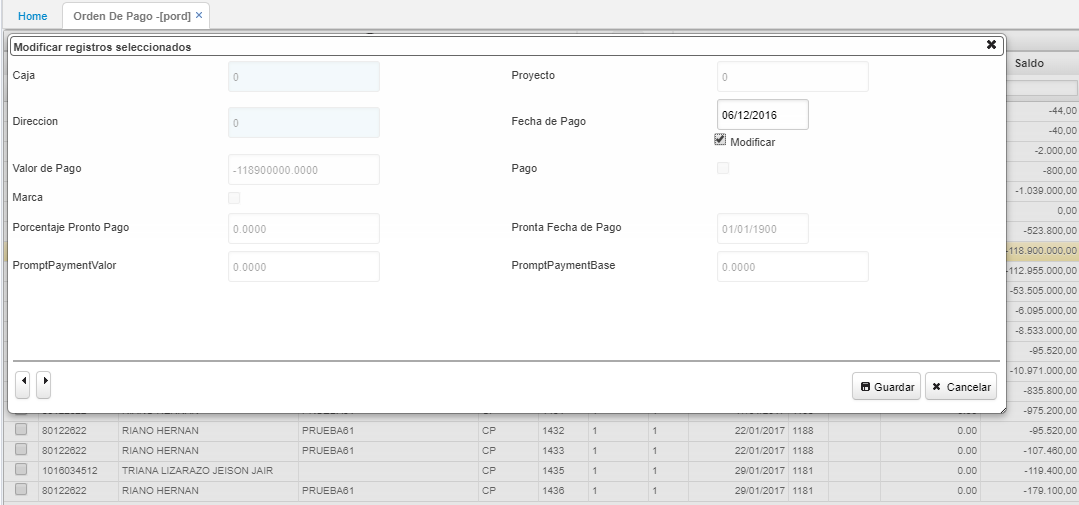 Home Orden De Pago -[pord] ×
Modificar registros seleccionados
Saldo
Caja 0 Proyecto 0
Direccion 0 Fecha de Pago 06/12/2016
Modificar
Valor de Pago -118900000.0000 Pago
Marca
Porcentaje Pronto Pago 0.0000 Pronta Fecha de Pago 01/01/1900
PromptPaymentValor 0.0000 PromptPaymentBase 0.0000
-44,00
-40,00
-2.000,00
-800,00
-1.039.000,00
0,00
-523.800,00
-118.900.000,00
-112.955.000,00
-53.505.000,00
-6.095.000,00
-8.533.000,00
-95.520,00
-10.971.000,00
-835.800,00
Guardar Cancelar
-975.200,00
80122622 RIANO HERNAN PRUEBA61 CP 1432 1 1 22/01/2017 1188 0.00 -95.520,00
80122622 RIANO HERNAN PRUEBA61 CP 1433 1 1 22/01/2017 1188 0.00 -107.460,00
1016034512 TRIANA LIZARAZO JEISON JAIR CP 1435 1 1 29/01/2017 1181 0.00 -119.400,00
80122622 RIANO HERNAN PRUEBA61 CP 1436 1 1 29/01/2017 1181 0.00 -179.100,00